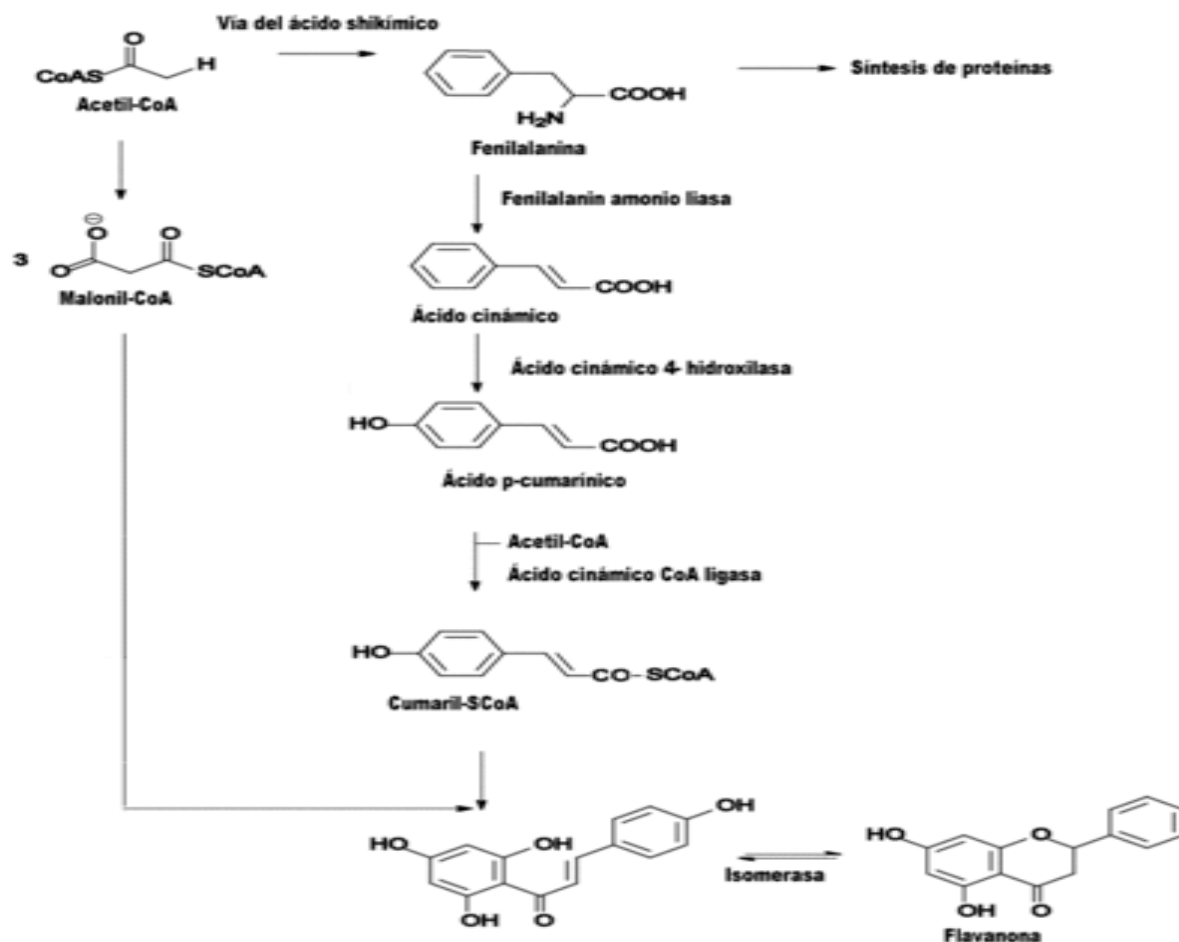 Vía del ácido shikímico
O
CoAS
H
Acetil-CoA
COOH
H₂N
Fenilalanina
Síntesis de proteínas
Fenilalanin amonio liasa
3
⊖
O
O
O
SCoA
Malonil-CoA
COOH
Ácido cinámico
Ácido cinámico 4- hidroxilasa
HO
COOH
Ácido p-cumarínico
Acetil-CoA
Ácido cinámico CoA ligasa
HO
CO-SCoA
Cumaril-SCoA
OH
HO
OH
OH
O
Isomerasa
HO
O
OH
O
Flavanona